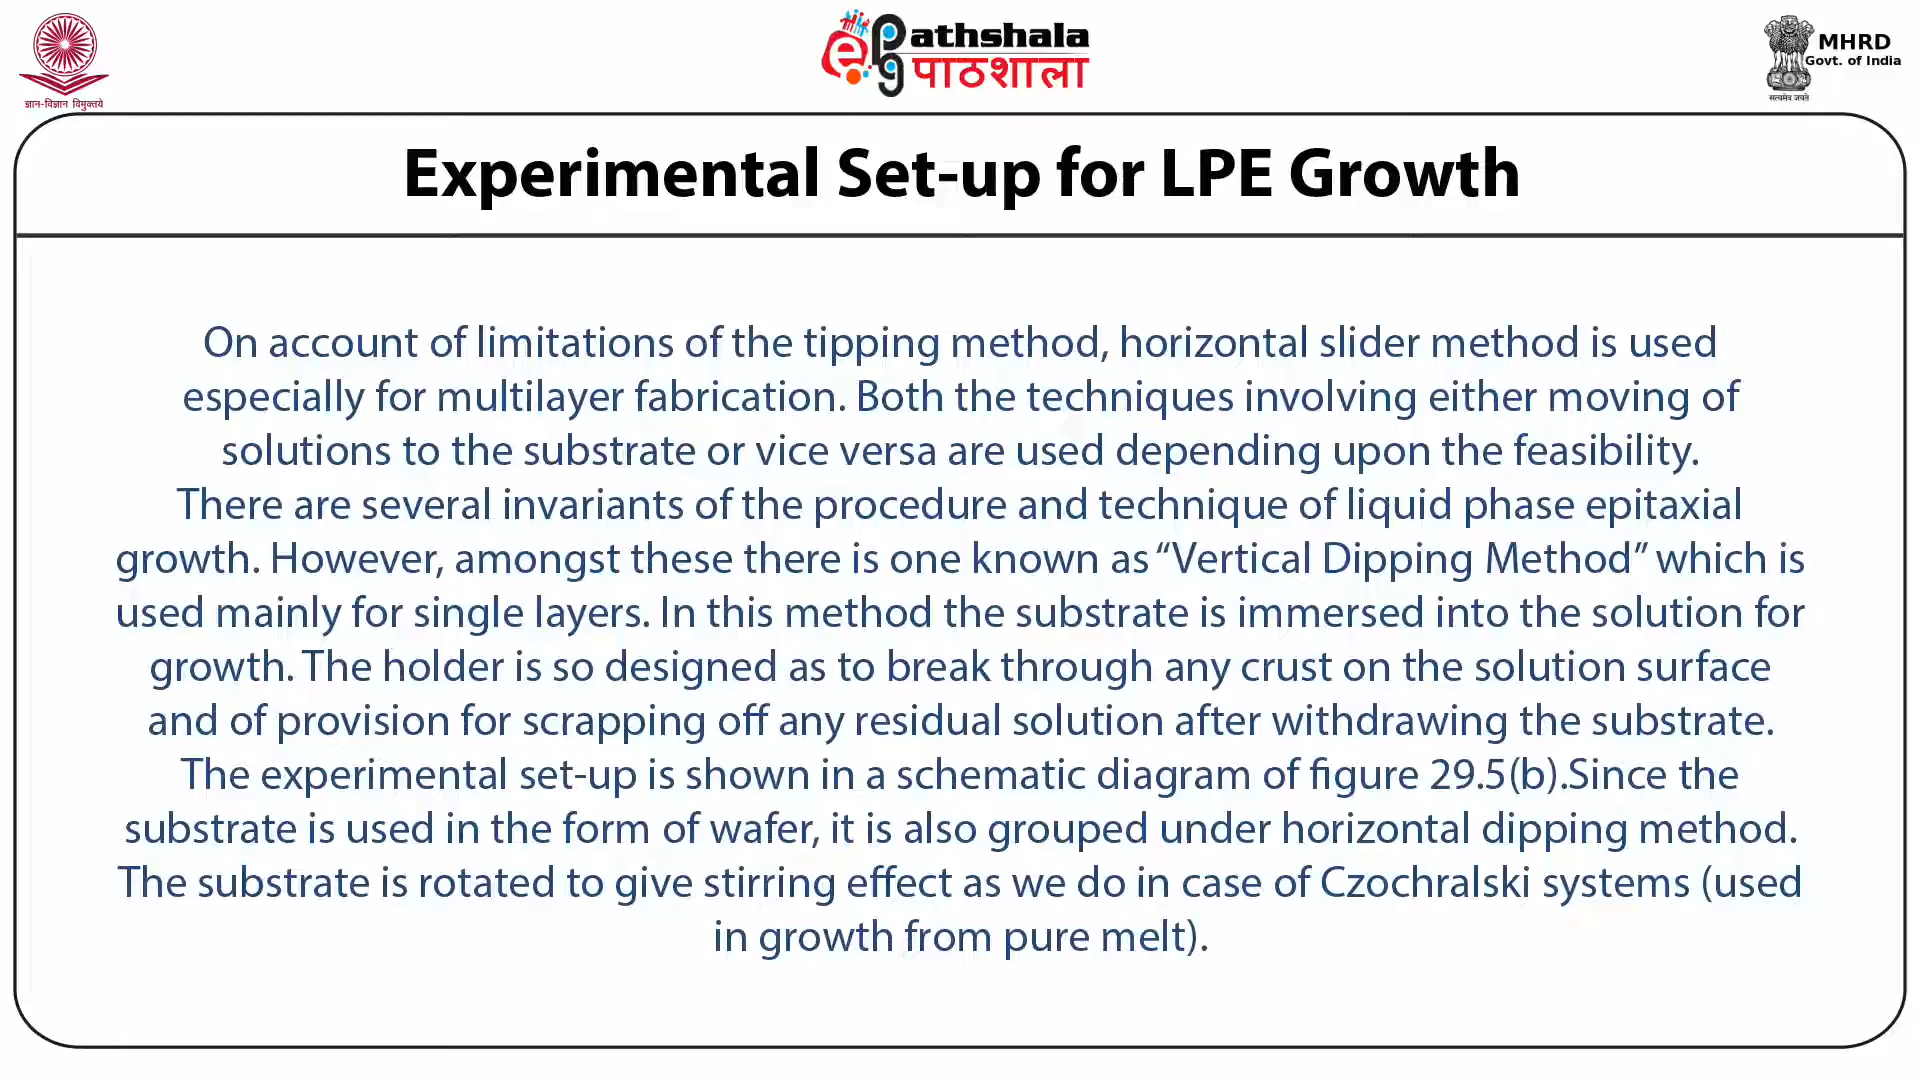 ज्ञान-विज्ञान विमुक्तये
ePathshala
पाठशाला
MHRD
Govt. of India
सत्यमेव जयते
Experimental Set-up for LPE Growth
On account of limitations of the tipping method, horizontal slider method is used
especially for multilayer fabrication. Both the techniques involving either moving of
solutions to the substrate or vice versa are used depending upon the feasibility.
There are several invariants of the procedure and technique of liquid phase epitaxial
growth. However, amongst these there is one known as “Vertical Dipping Method” which is
used mainly for single layers. In this method the substrate is immersed into the solution for
growth. The holder is so designed as to break through any crust on the solution surface
and of provision for scrapping off any residual solution after withdrawing the substrate.
The experimental set-up is shown in a schematic diagram of figure 29.5(b).Since the
substrate is used in the form of wafer, it is also grouped under horizontal dipping method.
The substrate is rotated to give stirring effect as we do in case of Czochralski systems (used
in growth from pure melt).